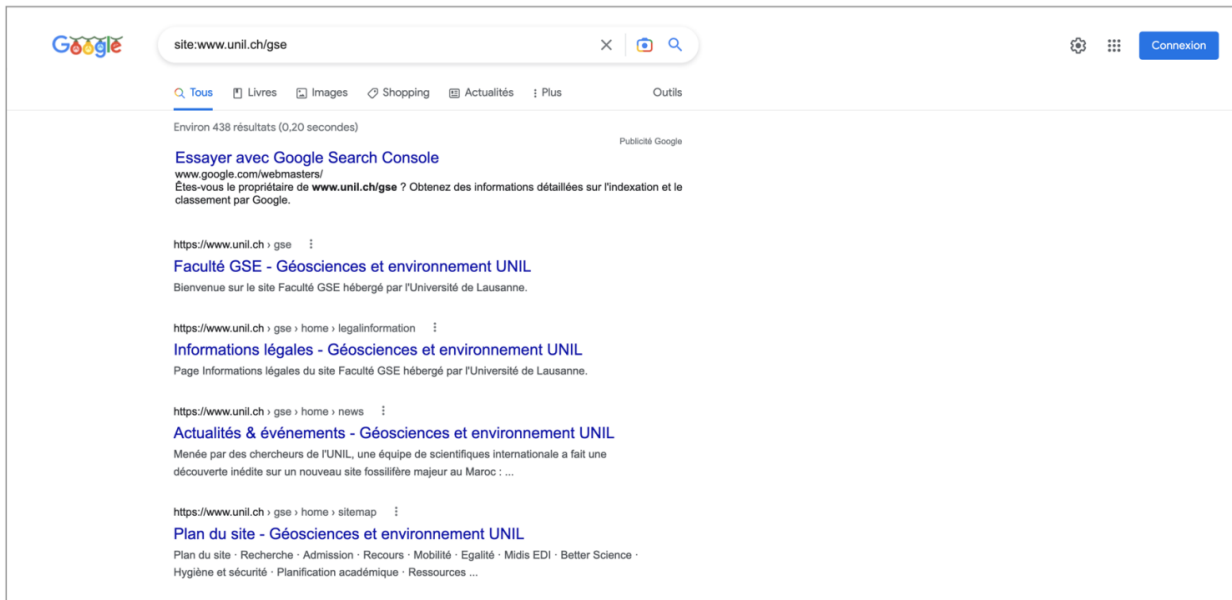 Google
site:www.unil.ch/gse
Connexion
Tous Livres Images Shopping Actualités Plus Outils
Environ 438 résultats (0,20 secondes)
Publicité Google
Essayer avec Google Search Console
www.google.com/webmasters/
Êtes-vous le propriétaire de www.unil.ch/gse ? Obtenez des informations détaillées sur l'indexation et le
classement par Google.
https://www.unil.ch › gse
Faculté GSE - Géosciences et environnement UNIL
Bienvenue sur le site Faculté GSE hébergé par l'Université de Lausanne.
https://www.unil.ch › gse › home › legalinformation
Informations légales - Géosciences et environnement UNIL
Page Informations légales du site Faculté GSE hébergé par l'Université de Lausanne.
https://www.unil.ch › gse › home › news
Actualités & événements - Géosciences et environnement UNIL
Menée par des chercheurs de l'UNIL, une équipe de scientifiques internationale a fait une
découverte inédite sur un nouveau site fossilifère majeur au Maroc : ...
https://www.unil.ch › gse › home › sitemap
Plan du site - Géosciences et environnement UNIL
Plan du site · Recherche · Admission · Recours · Mobilité · Egalité · Midis EDI · Better Science ·
Hygiène et sécurité · Planification académique · Ressources ...